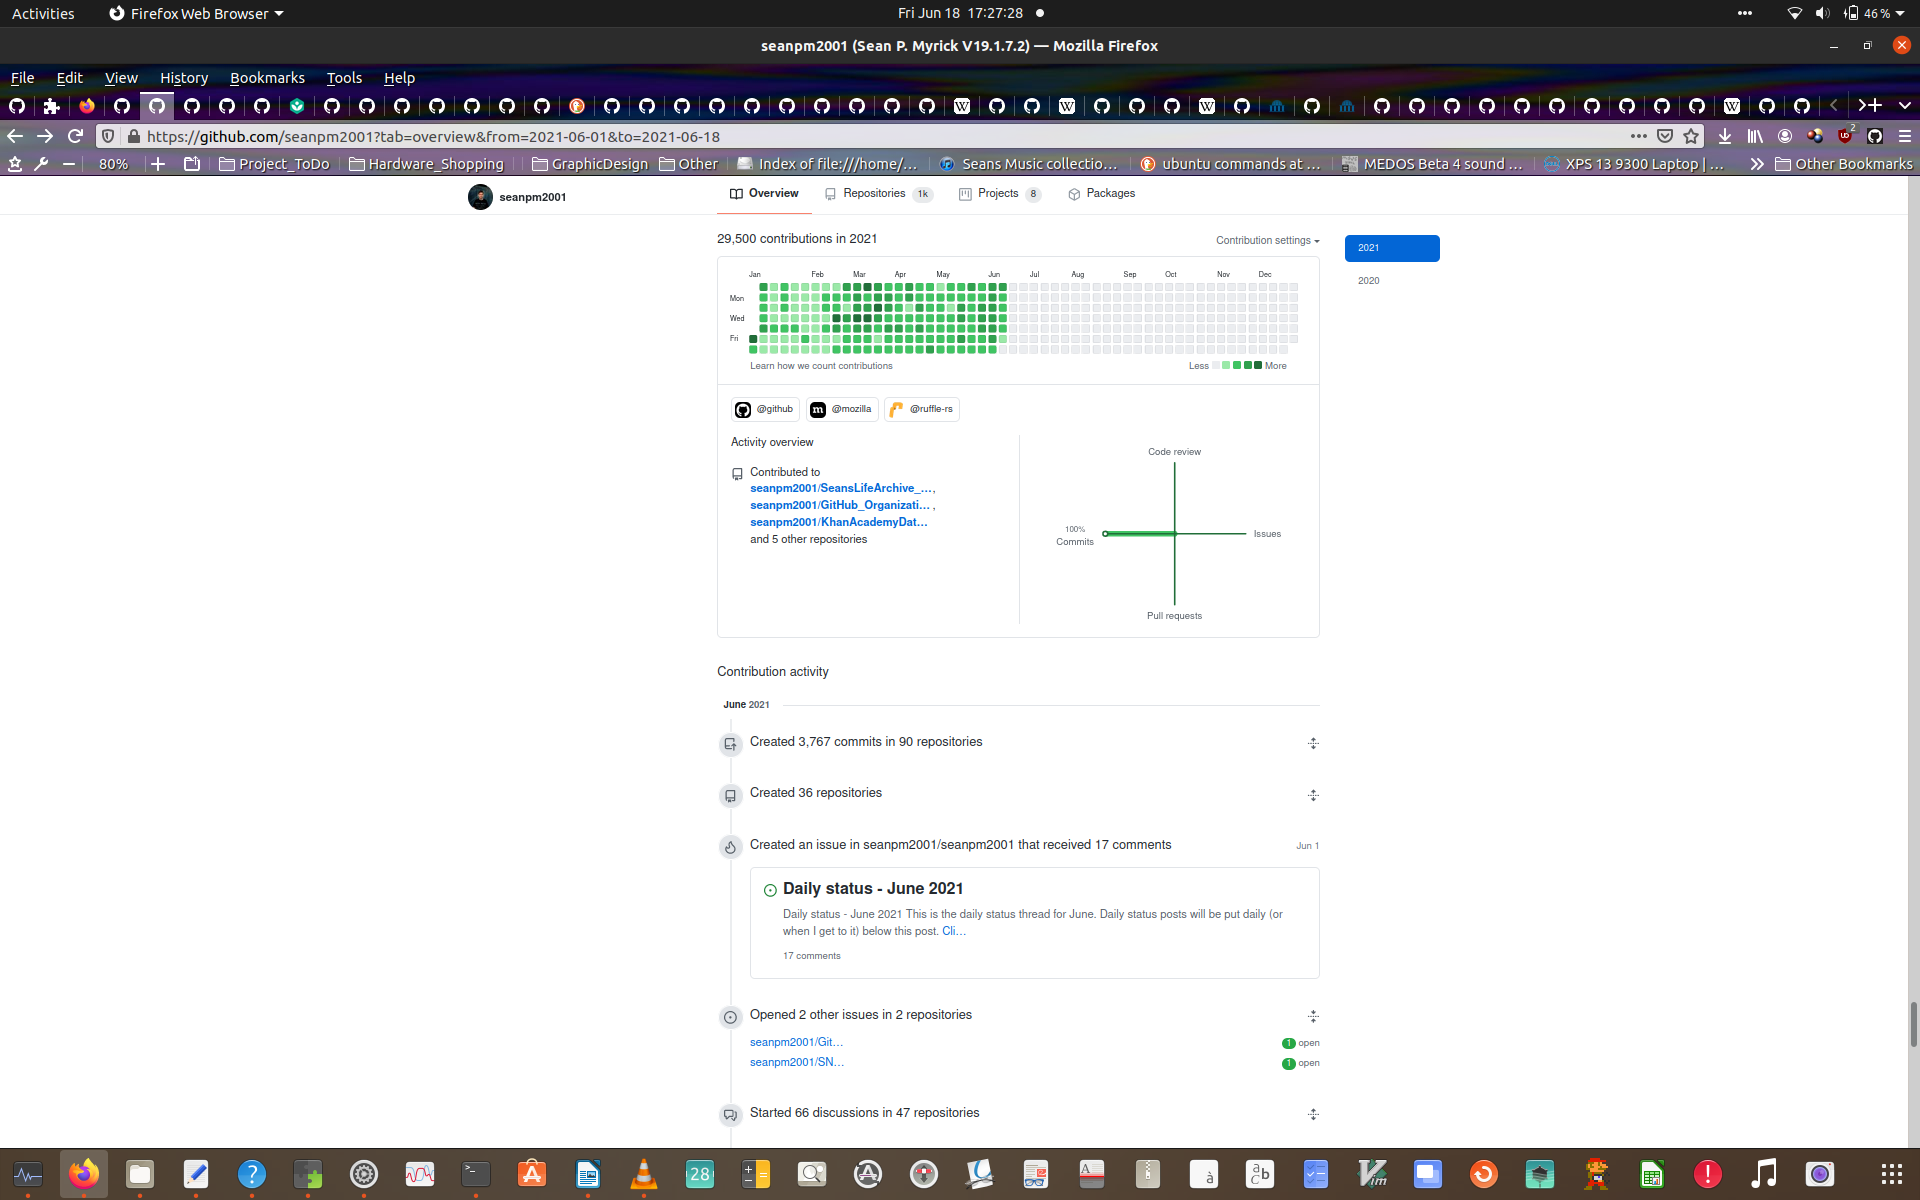 Activities
Firefox Web Browser
Fri Jun 18 17:27:28
46 %
seanpm2001 (Sean P. Myrick V19.1.7.2) — Mozilla Firefox
File Edit View History Bookmarks Tools Help
https://github.com/seanpm2001?tab=overview&from=2021-06-01&to=2021-06-18
2
80%
Project_ToDo
Hardware_Shopping
GraphicDesign
Other
Index of file:///home/…
Seans Music collectio…
ubuntu commands at …
MEDOS Beta 4 sound …
XPS 13 9300 Laptop | …
Other Bookmarks
seanpm2001
Overview
Repositories 1k
Projects 8
Packages
29,500 contributions in 2021
Contribution settings
2021
2020
Jan Feb Mar Apr May Jun Jul Aug Sep Oct Nov Dec
Mon
Wed
Fri
Learn how we count contributions
Less More
@github
@mozilla
@ruffle-rs
Activity overview
Contributed to
seanpm2001/SeansLifeArchive_…,
seanpm2001/GitHub_Organizati… ,
seanpm2001/KhanAcademyDat…
and 5 other repositories
Code review
100%
Commits
Issues
Pull requests
Contribution activity
June 2021
Created 3,767 commits in 90 repositories
Created 36 repositories
Created an issue in seanpm2001/seanpm2001 that received 17 comments
Jun 1
Daily status - June 2021
Daily status - June 2021 This is the daily status thread for June. Daily status posts will be put daily (or
when I get to it) below this post. Cli…
17 comments
Opened 2 other issues in 2 repositories
seanpm2001/Git…
1 open
seanpm2001/SN…
1 open
Started 66 discussions in 47 repositories
28